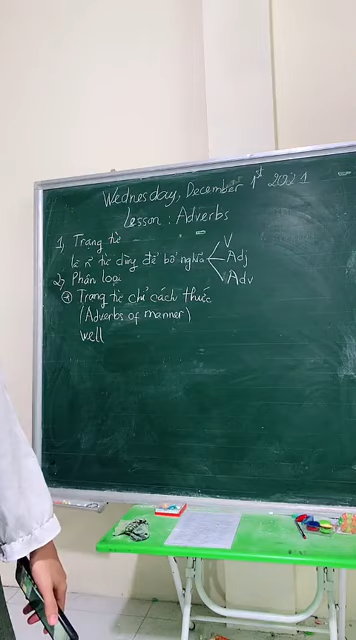 Wednesday, December 1st 2021
Lesson : Adverbs
1, Trạng từ
là n~ từ dùng để bổ nghĩa V
Adj
Adv
2, Phân loại
① Trạng từ chỉ cách thức
(Adverbs of manner)
well